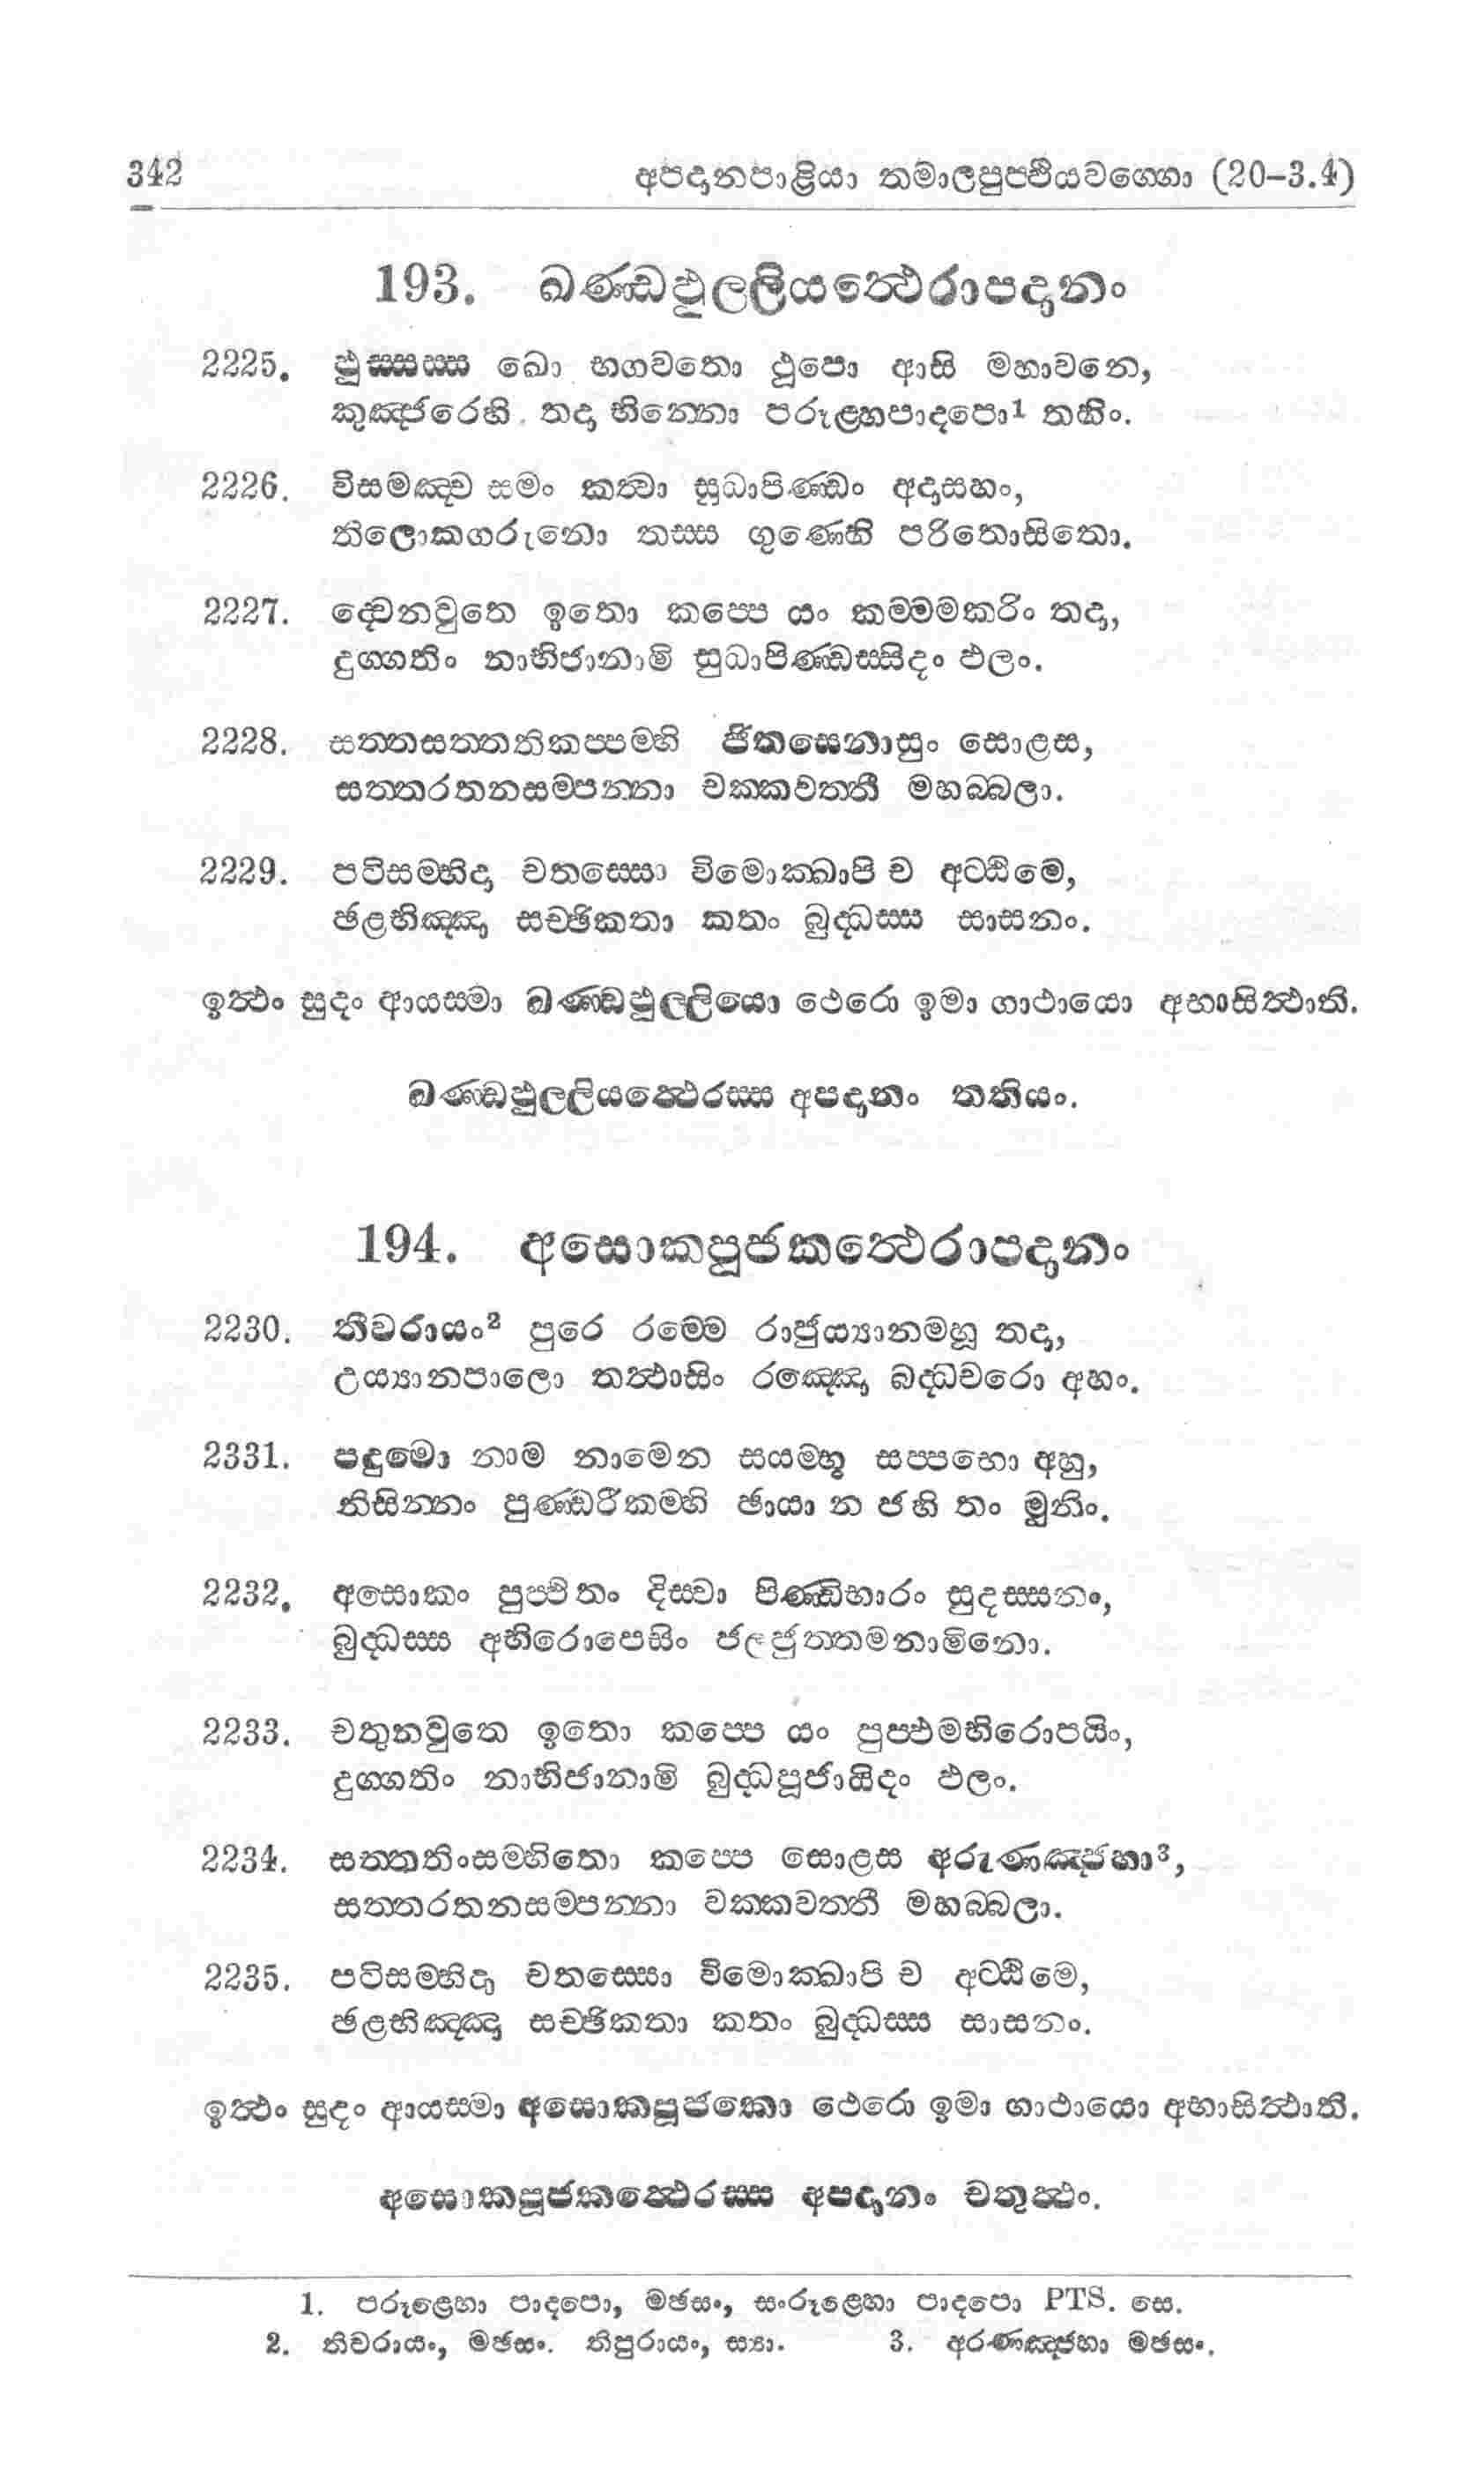 342 අපදානපාළියා තමාලපුප්ඵියවග්ගො (20-3.4)
193. ඛණ්ඩඵුල්ලියත්ථෙරාපදානං
2225. ඵුස්සස්ස ඛො භගවතො ථූපො ආසි මහාවනෙ,
කුඤ්ජරෙහි තදා භින්නො පරූළ්හපාදපො1 තහිං.
2226. විසමඤ්ච සමං කත්වා සුධාපිණ්ඩං අදාසහං,
තිලොකගරුනො තස්ස ගුණෙහි පරිතොසිතො.
2227. ද්වෙනවුතෙ ඉතො කප්පෙ යං කම්මමකරිං තදා,
දුග්ගතිං නාභිජානාමි සුධාපිණ්ඩස්සිදං ඵලං.
2228. සත්තසත්තතිකප්පම්හි ජිතසෙනාසුං සොළස,
සත්තරතනසම්පන්නා චක්කවත්තී මහබ්බලා.
2229. පටිසම්භිදා චතස්සො විමොක්ඛාපි ච අට්ඨිමෙ,
ඡළභිඤ්ඤා සච්ඡිකතා කතං බුද්ධස්ස සාසනං.
ඉත්ථං සුදං ආයස්මා ඛණ්ඩඵුල්ලියො ථෙරො ඉමා ගාථායො අභාසිත්ථාති.
ඛණ්ඩඵුල්ලියත්ථෙරස්ස අපදානං තතියං.
194. අසොකපූජකත්ථෙරාපදානං
2230. තීවරායං2 පුරෙ රම්මෙ රාජුය්‍යානමහූ තදා,
උය්‍යානපාලො තත්ථාසිං රඤ්ඤො බද්ධචරො අහං.
2331. පදුමො නාම නාමෙන සයම්භූ සප්පභො අහු,
නිසින්නං පුණ්ඩරීකම්හි ඡායා න ජහි තං මුනිං.
2232. අසොකං පුප්ඵිතං දිස්වා පිණ්ඩිභාරං සුදස්සනං,
බුද්ධස්ස අභිරොපෙසිං ජලජුත්තමනාමිනො.
2233. චතුනවුතෙ ඉතො කප්පෙ යං පුප්ඵමභිරොපයිං,
දුග්ගතිං නාභිජානාමි බුද්ධපූජායිදං ඵලං.
2234. සත්තතිංසම්හිතො කප්පෙ සොළස අරුණඤ්ජහා3,
සත්තරතනසම්පන්නා චක්කවත්තී මහබ්බලා.
2235. පටිසම්භිදා චතස්සො විමොක්ඛාපි ච අට්ඨිමෙ,
ඡළභිඤ්ඤා සච්ඡිකතා කතං බුද්ධස්ස සාසනං.
ඉත්ථං සුදං ආයස්මා අසොකපූජකො ථෙරො ඉමා ගාථායො අභාසිත්ථාති.
අසොකපූජකත්ථෙරස්ස අපදානං චතුත්ථං.
1. පරූළ්හො පාදපො, මඡසං, සංරූළ්හො පාදපො PTS. සෙ.
2. තිවරායං, මඡසං. තිපුරායං, ස්‍යා. 3. අරණඤ්ජහා මඡසං.